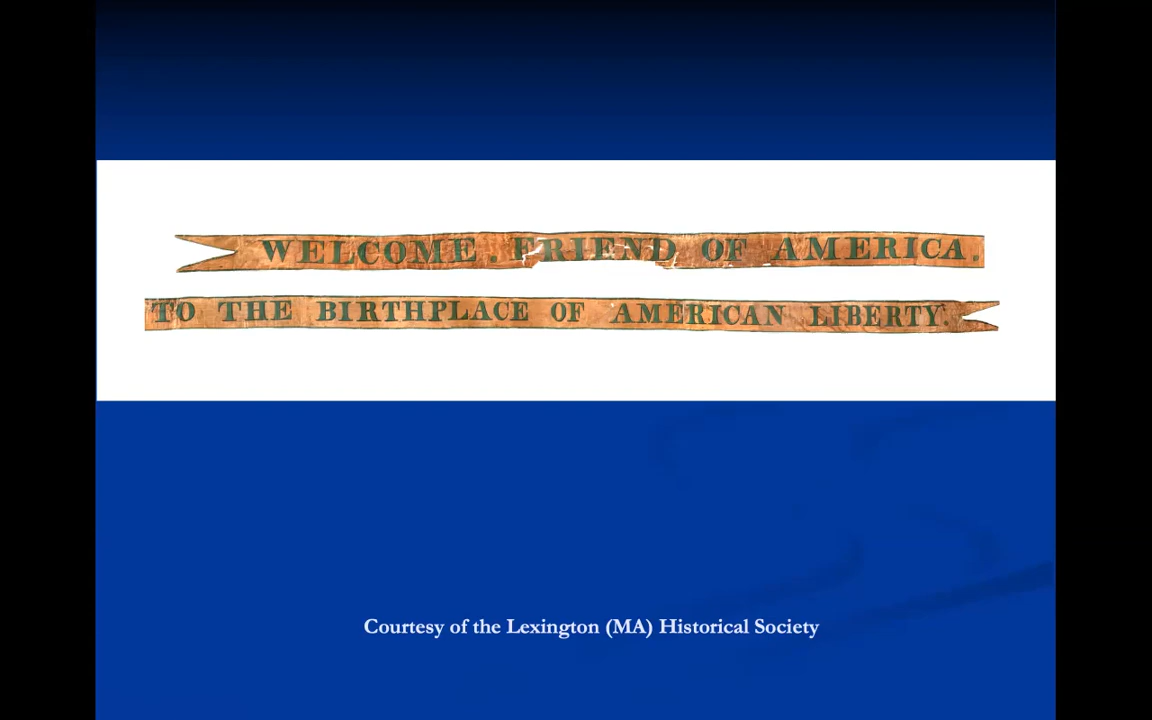 WELCOME. FRIEND OF AMERICA.
TO THE BIRTHPLACE OF AMERICAN LIBERTY.
Courtesy of the Lexington (MA) Historical Society